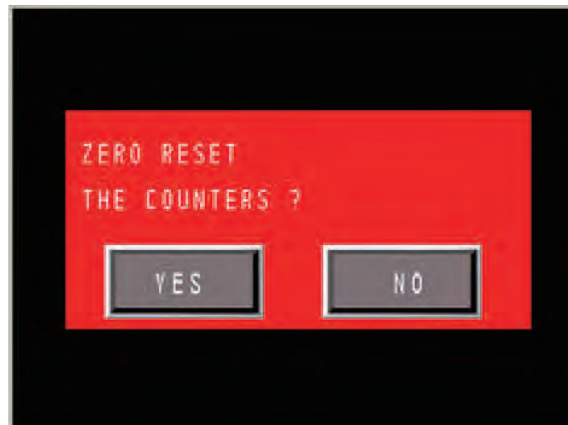 ZERO RESET
THE COUNTERS ?
YES
NO